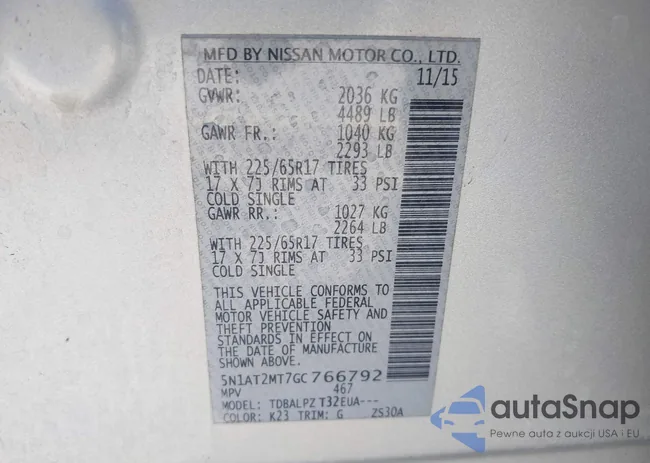 MFD BY NISSAN MOTOR CO., LTD.
DATE: 11/15
GVWR: 2036 KG
4489 LB
GAWR FR.: 1040 KG
2293 LB
WITH 225/65R17 TIRES
17 X 7J RIMS AT 33 PSI
COLD SINGLE
GAWR RR.: 1027 KG
2264 LB
WITH 225/65R17 TIRES
17 X 7J RIMS AT 33 PSI
COLD SINGLE
THIS VEHICLE CONFORMS TO
ALL APPLICABLE FEDERAL
MOTOR VEHICLE SAFETY AND
THEFT PREVENTION
STANDARDS IN EFFECT ON
THE DATE OF MANUFACTURE
SHOWN ABOVE.
5N1AT2MT7GC766792
MPV 467
MODEL: TDBALPZ T32EUA---
COLOR: K23 TRIM: G ZS30A
autoSnap
Pewne auta z aukcji USA i EU